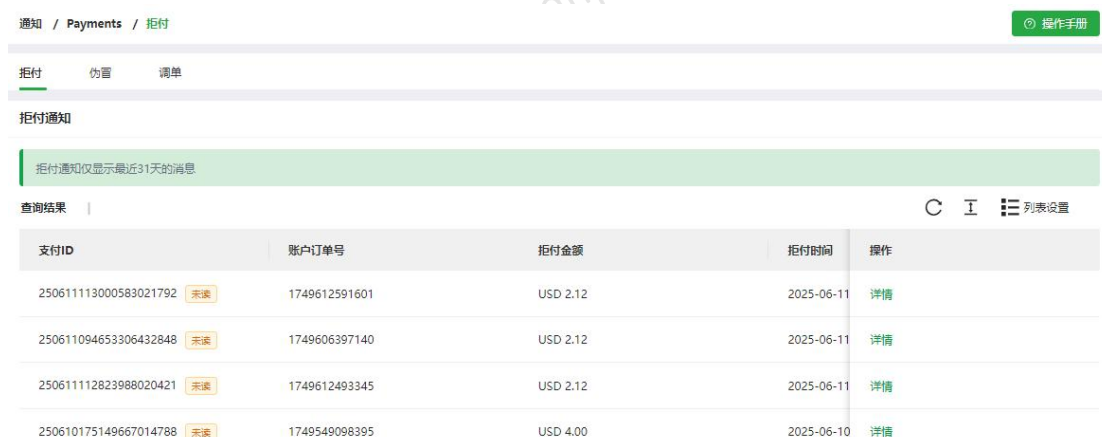 通知 / Payments / 拒付
操作手册
拒付 伪冒 调单
拒付通知
拒付通知仅显示最近31天的消息
查询结果
列表设置
支付ID 账户订单号 拒付金额 拒付时间 操作
250611113000583021792 未读 1749612591601 USD 2.12 2025-06-11 详情
250611094653306432848 未读 1749606397140 USD 2.12 2025-06-11 详情
250611112823988020421 未读 1749612493345 USD 2.12 2025-06-11 详情
250610175149667014788 未读 1749549098395 USD 4.00 2025-06-10 详情